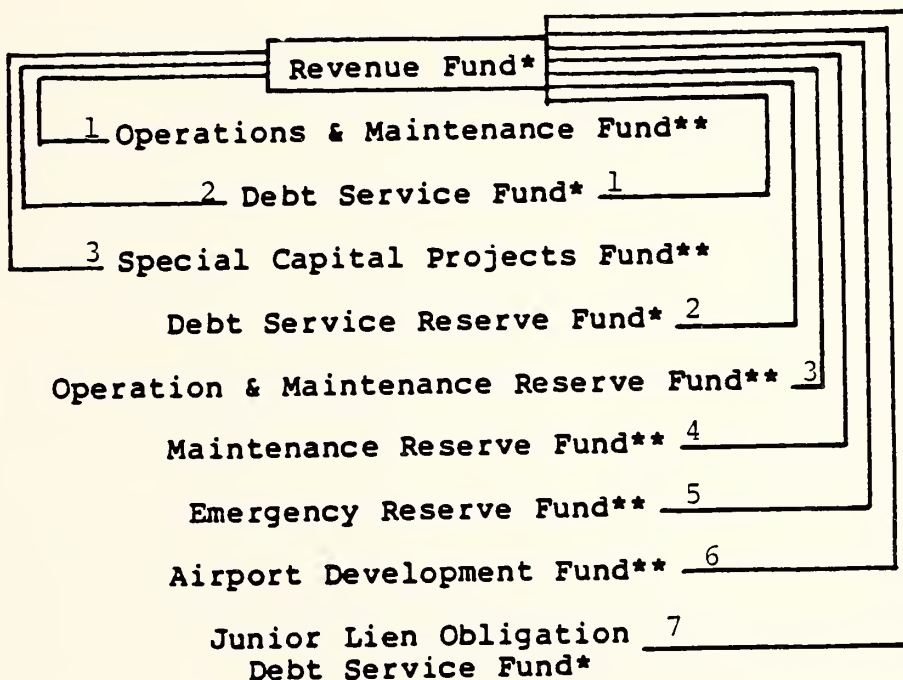 Revenue Fund*
1 Operations & Maintenance Fund**
2 Debt Service Fund* 1
3 Special Capital Projects Fund**
Debt Service Reserve Fund* 2
Operation & Maintenance Reserve Fund** 3
Maintenance Reserve Fund** 4
Emergency Reserve Fund** 5
Airport Development Fund** 6
Junior Lien Obligation 7
Debt Service Fund*